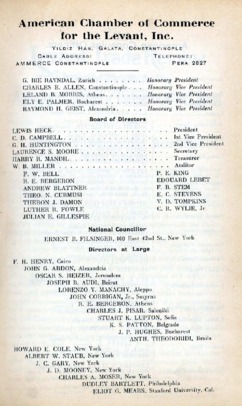 American Chamber of Commerce
for the Levant, Inc.
YILDIZ HAN, GALATA, CONSTANTINOPLE
CABLE ADDRESS: TELEPHONE:
AMMERCE CONSTANTINOPLE PERA 2827
G. BIE RAVNDAL, Zurich . . . . Honorary President
CHARLES E. ALLEN, Constantinople . . . Honorary Vice President
LELAND B. MORRIS, Athens . . . . Honorary Vice President
ELY E. PALMER, Bucharest . . . . Honorary Vice President
RAYMOND H. GEIST, Alexandria . . . . Honorary Vice President
Board of Directors
LEWIS HECK . . . . President
C. D. CAMPBELL . . . . 1st Vice President
G. H. HUNTINGTON . . . . 2nd Vice President
LAURENCE S. MOORE . . . . Secretary
HARRY R. MANDIL . . . . Treasurer
W. B. MILLER . . . . Auditor
F. W. BELL P. E. KING
R. E. BERGERON EDOUARD LEBET
ANDREW BLATTNER F. B. STEM
THEO. N. CURMUSI E. C. STEVENS
THERON J. DAMON V. D. TOMPKINS
LUTHER R. FOWLE C. R. WYLIE, Jr
JULIAN E. GILLESPIE
National Councillor
ERNEST B. FILSINGER, 160 East 42nd St., New York
Directors at Large
F. H. HENRY, Cairo
JOHN G. ARDON, Alexandria
OSCAR S. HEIZER, Jerusalem
JOSEPH B. AUDI, Beirut
LORENZO Y. MANACHY, Aleppo
JOHN CORRIGAN, Jr., Smyrna
R. E. BERGERON, Athens
CHARLES J. PISAR, Saloniki
STUART K. LUPTON, Sofia
K. S. PATTON, Belgrade
J. P. HUGHES, Bucharest
ANTH. THEODORIDI, Braila
HOWARD E. COLE, New York
ALBERT W. STAUB, New York
J. C. GARY, New York
J. D. MOONEY, New York
CHARLES A. MOSER, New York
DUDLEY BARTLETT, Philadelphia
ELIOT G. MEARS, Stanford University, Cal.